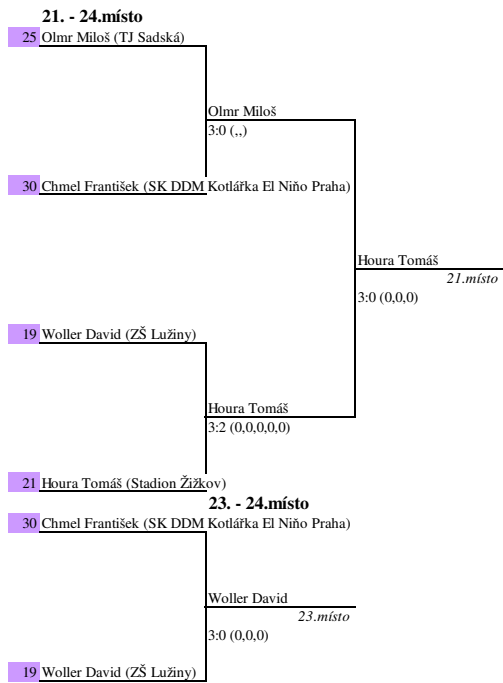 21. - 24.místo
25 Olmr Miloš (TJ Sadská)
Olmr Miloš
3:0 (,,)
30 Chmel František (SK DDM Kotlářka El Niňo Praha)
Houra Tomáš
21.místo
3:0 (0,0,0)
19 Woller David (ZŠ Lužiny)
Houra Tomáš
3:2 (0,0,0,0,0)
21 Houra Tomáš (Stadion Žižkov)
23. - 24.místo
30 Chmel František (SK DDM Kotlářka El Niňo Praha)
Woller David
23.místo
3:0 (0,0,0)
19 Woller David (ZŠ Lužiny)